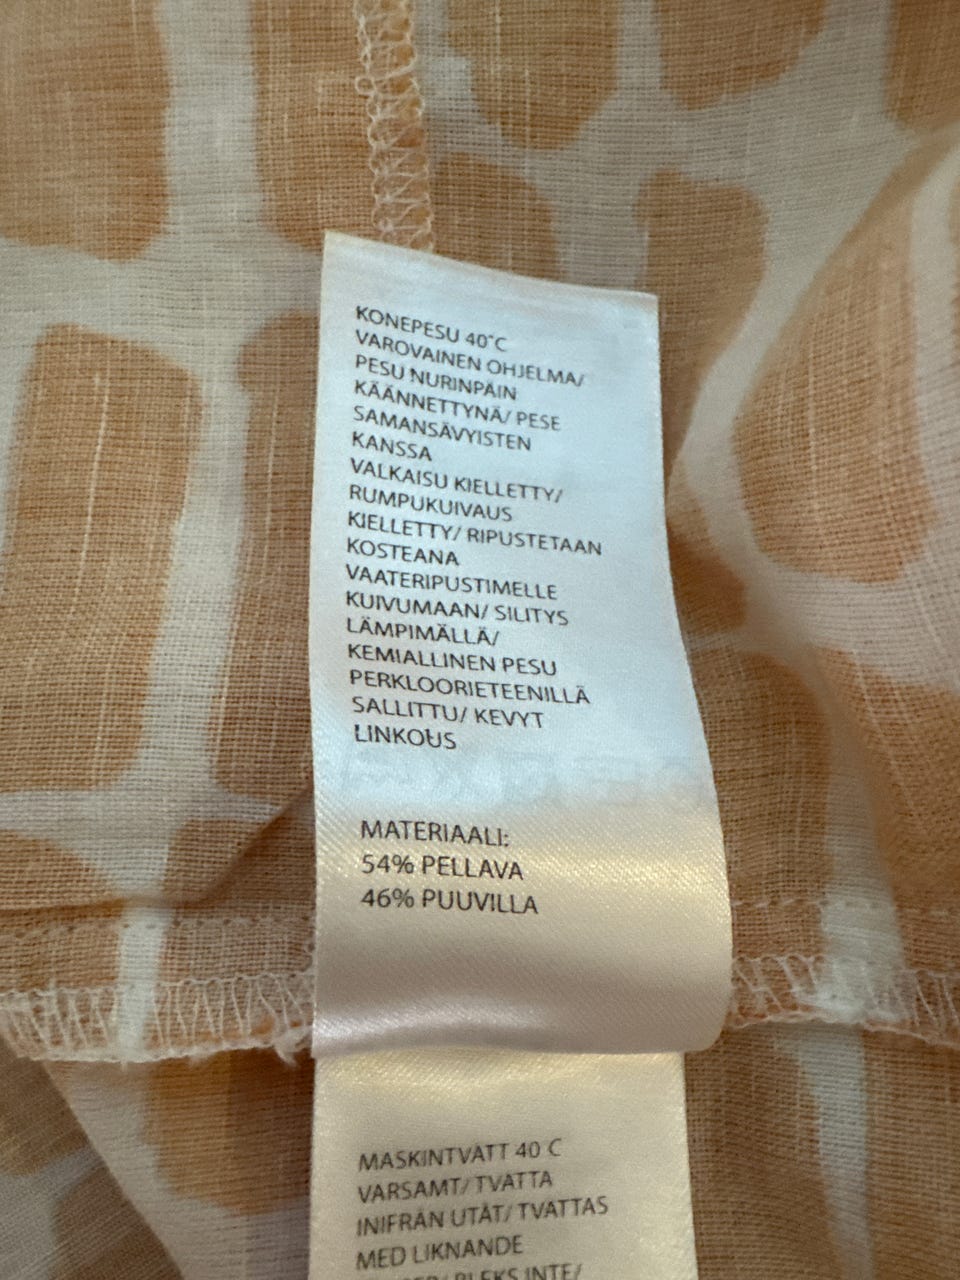 KONEPESU 40°C
VAROVAINEN OHJELMA/
PESU NURINPÄIN
KÄÄNNETTYNÄ/ PESE
SAMANSÄVYISTEN
KANSSA
VALKAISU KIELLETTY/
RUMPUKUIVAUS
KIELLETTY/ RIPUSTETAAN
KOSTEANA
VAATERIPUSTIMELLE
KUIVUMAAN/ SILITYS
LÄMPIMÄLLÄ/
KEMIALLINEN PESU
PERKLOORIETEENILLÄ
SALLITTU/ KEVYT
LINKOUS
MATERIAALI:
54% PELLAVA
46% PUUVILLA
MASKINTVÄTT 40 C
VARSAMT/ TVÄTTA
INIFRÅN UTÅT/ TVÄTTAS
MED LIKNANDE
BLEKS INTE/